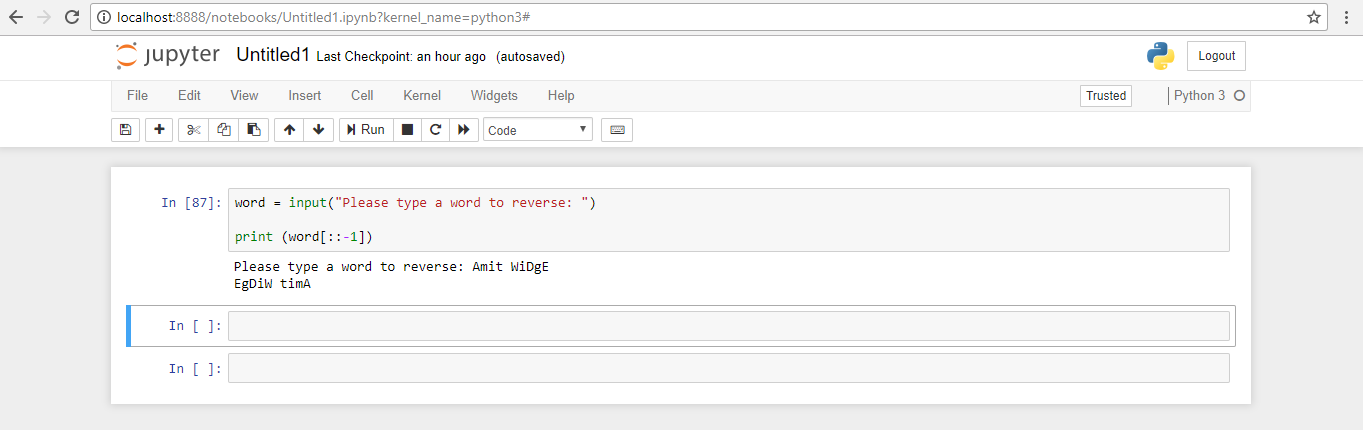 localhost:8888/notebooks/Untitled1.ipynb?kernel_name=python3#
jupyter Untitled1 Last Checkpoint: an hour ago (autosaved) Logout
File Edit View Insert Cell Kernel Widgets Help Trusted Python 3
Run Code
In [87]: word = input("Please type a word to reverse: ")
print (word[::-1])
Please type a word to reverse: Amit WiDgE
EgDiW timA
In [ ]:
In [ ]: